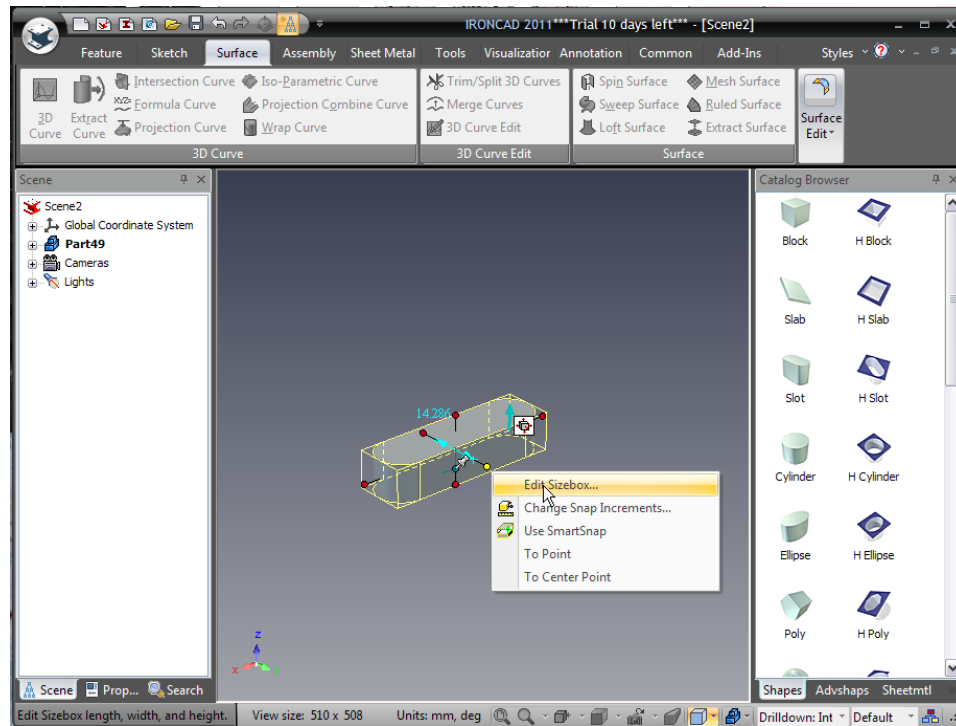 IRONCAD 2011***Trial 10 days left*** - [Scene2]
Feature Sketch Surface Assembly Sheet Metal Tools Visualizatior Annotation Common Add-Ins Styles
3D Curve
Extract Curve
Intersection Curve
Formula Curve
Projection Curve
Iso-Parametric Curve
Projection Combine Curve
Wrap Curve
3D Curve
Trim/Split 3D Curves
Merge Curves
3D Curve Edit
3D Curve Edit
Spin Surface
Sweep Surface
Loft Surface
Mesh Surface
Ruled Surface
Extract Surface
Surface
Surface Edit
Scene
Scene2
Global Coordinate System
Part49
Cameras
Lights
Scene Prop... Search
14.286
Edit Sizebox...
Change Snap Increments...
Use SmartSnap
To Point
To Center Point
z
x
Catalog Browser
Block H Block
Slab H Slab
Slot H Slot
Cylinder H Cylinder
Ellipse H Ellipse
Poly H Poly
Shapes Advshaps Sheetmtl
Edit Sizebox length, width, and height. View size: 510 x 508 Units: mm, deg Drilldown: Int Default